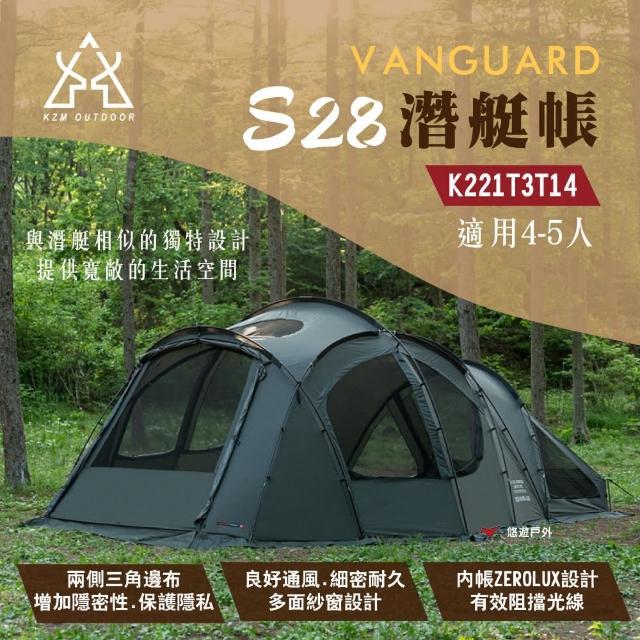 KZM OUTDOOR
VANGUARD
S28潛艇帳
K221T3T14
適用4-5人
與潛艇相似的獨特設計
提供寬敞的生活空間
悠遊戶外
兩側三角邊布
增加隱密性.保護隱私
良好通風.細密耐久
多面紗窗設計
內帳ZEROLUX設計
有效阻擋光線